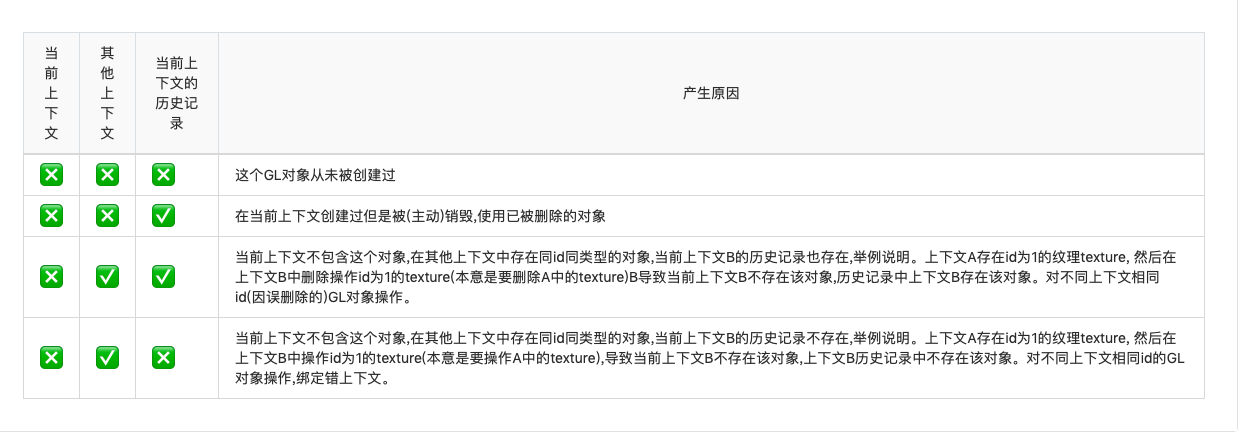 当前上下文
其他上下文
当前上下文的历史记录
产生原因
❎ ❎ ❎ 这个GL对象从未被创建过
❎ ❎ ✅ 在当前上下文创建过但是被(主动)销毁,使用已被删除的对象
❎ ✅ ✅ 当前上下文不包含这个对象,在其他上下文中存在同id同类型的对象,当前上下文B的历史记录也存在,举例说明。上下文A存在id为1的纹理texture, 然后在
上下文B中删除操作id为1的texture(本意是要删除A中的texture)B导致当前上下文B不存在该对象,历史记录中上下文B存在该对象。对不同上下文相同
id(因误删除的)GL对象操作。
❎ ✅ ❎ 当前上下文不包含这个对象,在其他上下文中存在同id同类型的对象,当前上下文B的历史记录不存在,举例说明。上下文A存在id为1的纹理texture, 然后在
上下文B中操作id为1的texture(本意是要操作A中的texture),导致当前上下文B不存在该对象,上下文B历史记录中不存在该对象。对不同上下文相同id的GL
对象操作,绑定错上下文。